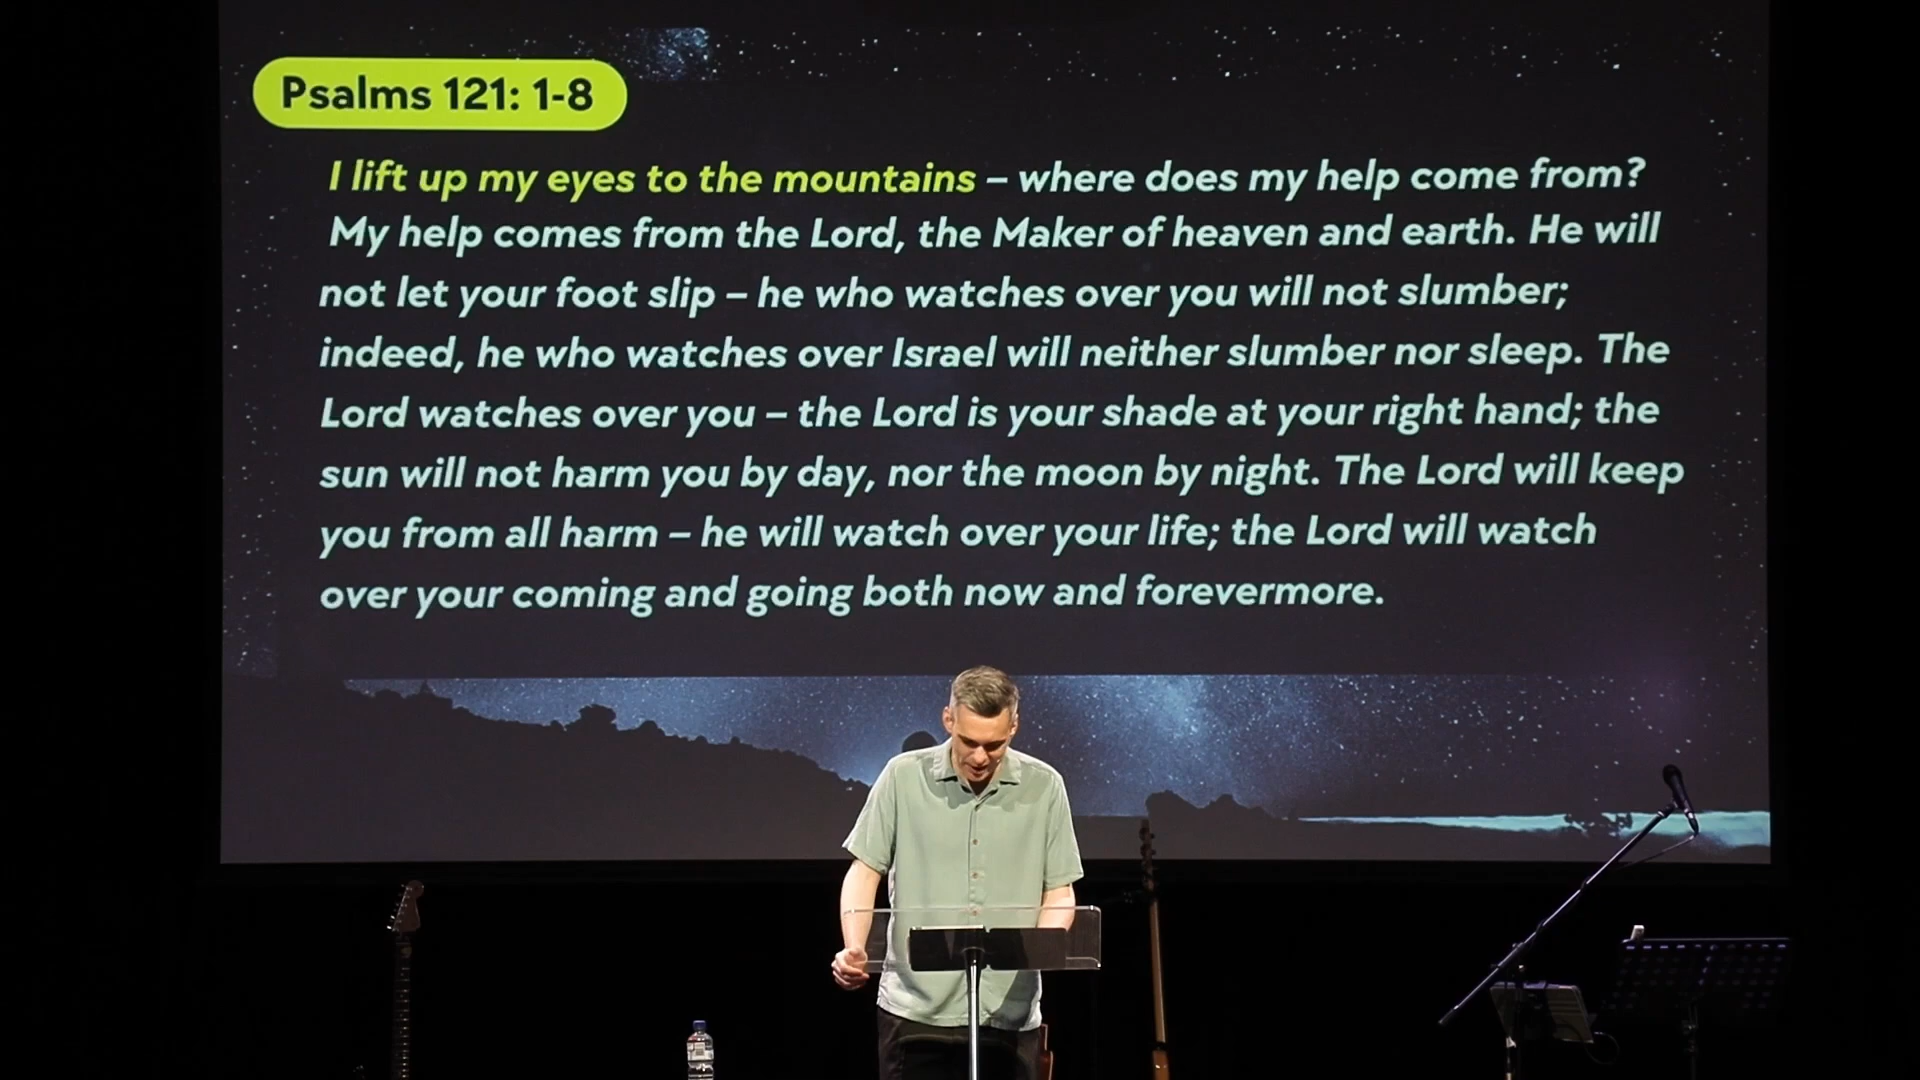 Psalms 121: 1-8
I lift up my eyes to the mountains – where does my help come from?
My help comes from the Lord, the Maker of heaven and earth. He will
not let your foot slip – he who watches over you will not slumber;
indeed, he who watches over Israel will neither slumber nor sleep. The
Lord watches over you – the Lord is your shade at your right hand; the
sun will not harm you by day, nor the moon by night. The Lord will keep
you from all harm – he will watch over your life; the Lord will watch
over your coming and going both now and forevermore.